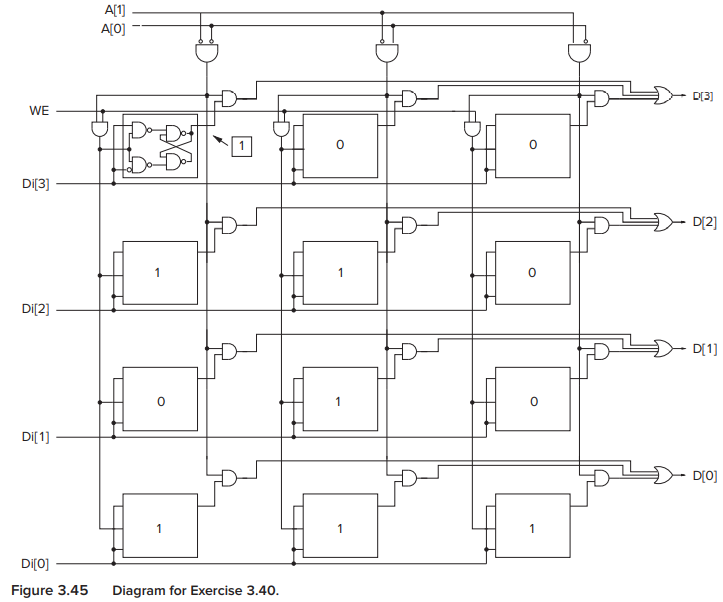 A[1]
A[0]
D[3]
WE
1
0
0
Di[3]
D[2]
1
1
0
Di[2]
D[1]
0
1
0
Di[1]
D[0]
1
1
1
Di[0]
Figure 3.45 Diagram for Exercise 3.40.